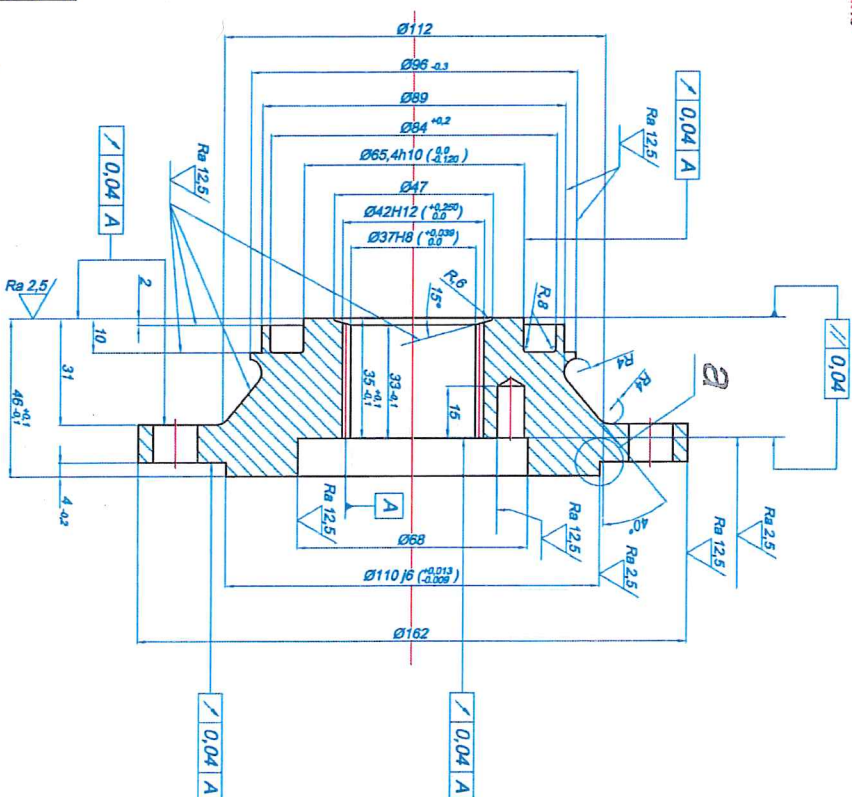 Ø112
Ø96 -0,3
Ø89
Ø84 +0,2
Ø65,4h10 ( 0,0 -0,120 )
Ø47
Ø42H12 ( +0,250 0,0 )
Ø37H8 ( +0,039 0,0 )
Ra 12,5
0,04 A
Ra 12,5
0,04 A
Ra 2,5
2
10
31
46 +0,1 -0,1
4 -0,2
15°
R,6
R,8
R4
R4
a
// 0,04
35 +0,1 -0,1
33 -0,1
15
40°
A
Ra 12,5
Ø68
Ra 12,5
Ra 2,5
Ra 12,5
Ra 2,5
Ø110 j6 ( +0,013 -0,009 )
Ø162
0,04 A
0,04 A